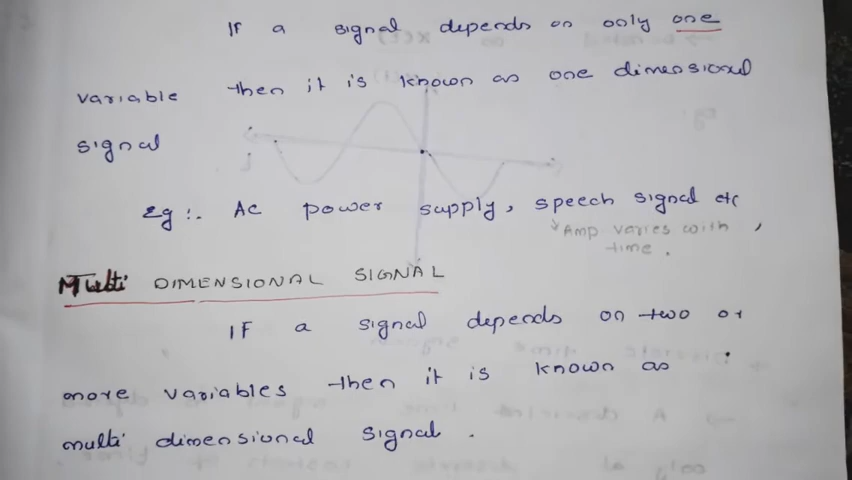 If a signal depends on only one
variable then it is known as one dimensional
signal
Eg :. AC power supply, speech signal etc
Amp varies with ,
time .
Multi DIMENSIONAL SIGNAL
IF a signal depends on two or
more variables then it is known as
multi dimensional signal .